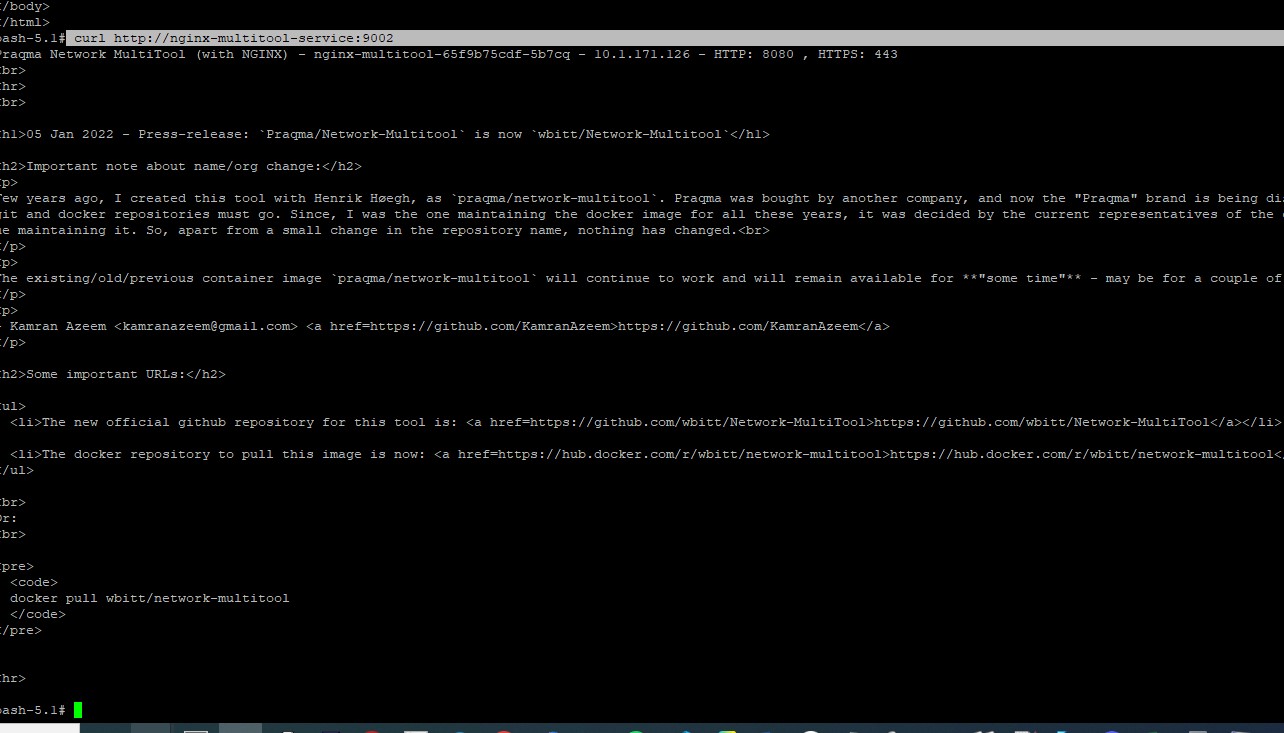 /body>
/html>
bash-5.1# curl http://nginx-multitool-service:9002
Praqma Network MultiTool (with NGINX) - nginx-multitool-65f9b75cdf-5b7cq - 10.1.171.126 - HTTP: 8080 , HTTPS: 443
br>
hr>
br>
h1>05 Jan 2022 - Press-release: `Praqma/Network-Multitool` is now `wbitt/Network-Multitool`</h1>
h2>Important note about name/org change:</h2>
p>
Few years ago, I created this tool with Henrik Høegh, as `praqma/network-multitool`. Praqma was bought by another company, and now the "Praqma" brand is being
git and docker repositories must go. Since, I was the one maintaining the docker image for all these years, it was decided by the current representatives of the
maintaining it. So, apart from a small change in the repository name, nothing has changed.<br>
/p>
p>
The existing/old/previous container image `praqma/network-multitool` will continue to work and will remain available for **"some time"** - may be for a couple of
/p>
p>
- Kamran Azeem <kamranazeem@gmail.com> <a href=https://github.com/KamranAzeem>https://github.com/KamranAzeem</a>
/p>
h2>Some important URLs:</h2>
ul>
<li>The new official github repository for this tool is: <a href=https://github.com/wbitt/Network-MultiTool>https://github.com/wbitt/Network-MultiTool</a></li>
<li>The docker repository to pull this image is now: <a href=https://hub.docker.com/r/wbitt/network-multitool>https://hub.docker.com/r/wbitt/network-multitool<
/ul>
br>
Or:
br>
pre>
<code>
docker pull wbitt/network-multitool
</code>
/pre>
hr>
bash-5.1#